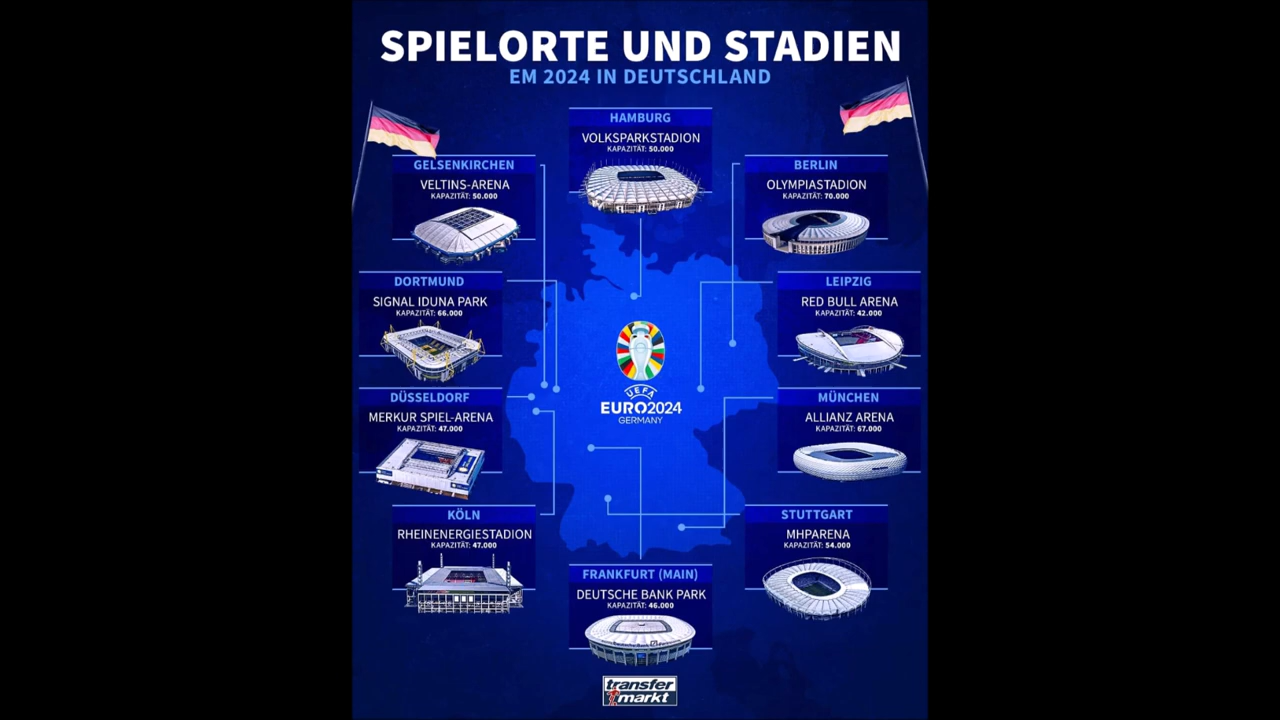 SPIELORTE UND STADIEN
EM 2024 IN DEUTSCHLAND
HAMBURG
VOLKSPARKSTADION
KAPAZITÄT: 50.000
GELSENKIRCHEN
VELTINS-ARENA
KAPAZITÄT: 50.000
BERLIN
OLYMPIASTADION
KAPAZITÄT: 70.000
DORTMUND
SIGNAL IDUNA PARK
KAPAZITÄT: 66.000
LEIPZIG
RED BULL ARENA
KAPAZITÄT: 42.000
UEFA
EURO2024
GERMANY
DÜSSELDORF
MERKUR SPIEL-ARENA
KAPAZITÄT: 47.000
MÜNCHEN
ALLIANZ ARENA
KAPAZITÄT: 67.000
KÖLN
RHEINENERGIESTADION
KAPAZITÄT: 47.000
STUTTGART
MHPARENA
KAPAZITÄT: 54.000
FRANKFURT (MAIN)
DEUTSCHE BANK PARK
KAPAZITÄT: 46.000
transfer
markt